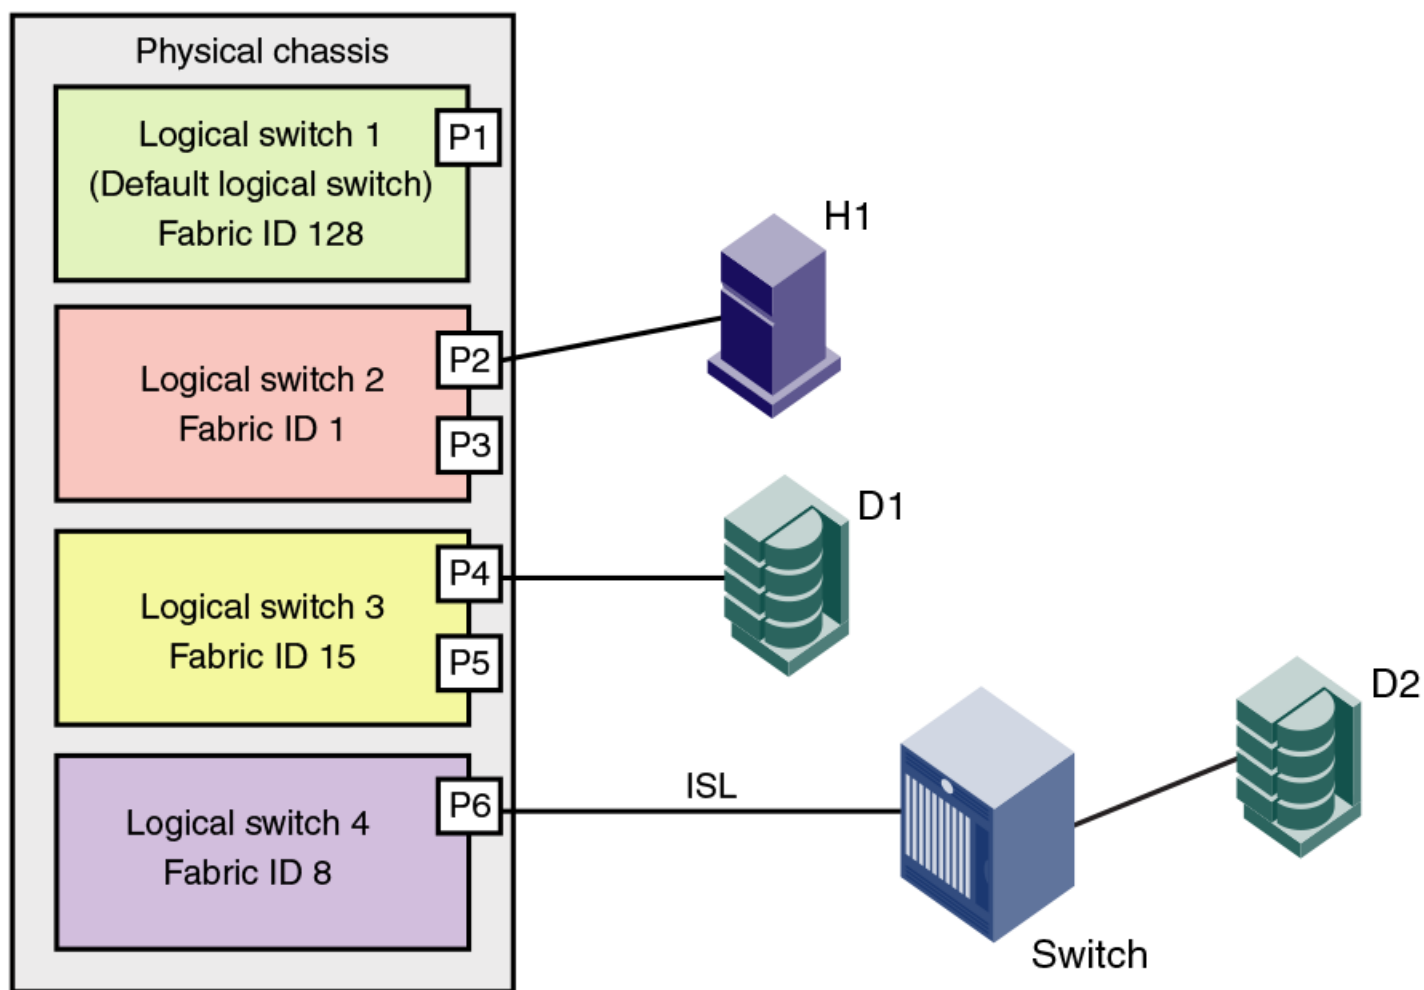 Physical chassis
Logical switch 1
(Default logical switch)
Fabric ID 128
P1
Logical switch 2
Fabric ID 1
P2
P3
H1
Logical switch 3
Fabric ID 15
P4
P5
D1
Logical switch 4
Fabric ID 8
P6
ISL
Switch
D2